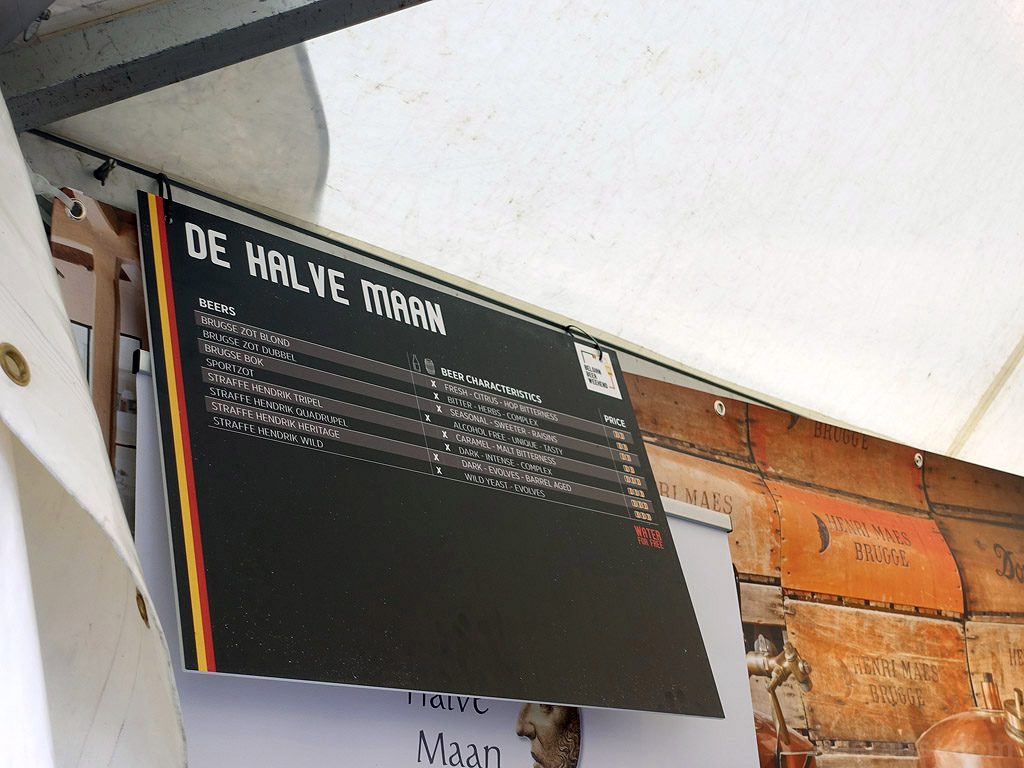 DE HALVE MAAN
BELGIAN
BEER
WEEKEND
BEERS
BEER CHARACTERISTICS
PRICE
BRUGSE ZOT BLOND X FRESH - CITRUS - HOP BITTERNESS
BRUGSE ZOT DUBBEL X BITTER - HERBS - COMPLEX
BRUGSE BOK X SEASONAL - SWEETER - RAISINS
SPORTZOT X ALCOHOL FREE - UNIQUE - TASTY
STRAFFE HENDRIK TRIPEL X CARAMEL - MALT BITTERNESS
STRAFFE HENDRIK QUADRUPEL X DARK - INTENSE - COMPLEX
STRAFFE HENDRIK HERITAGE X DARK - EVOLVES - BARREL AGED
STRAFFE HENDRIK WILD X WILD YEAST - EVOLVES
WATER
FOR FREE
Halve
Maan
BRUGGE
HENRI MAES
HENRI MAES
BRUGGE
HENRI MAES
BRUGGE